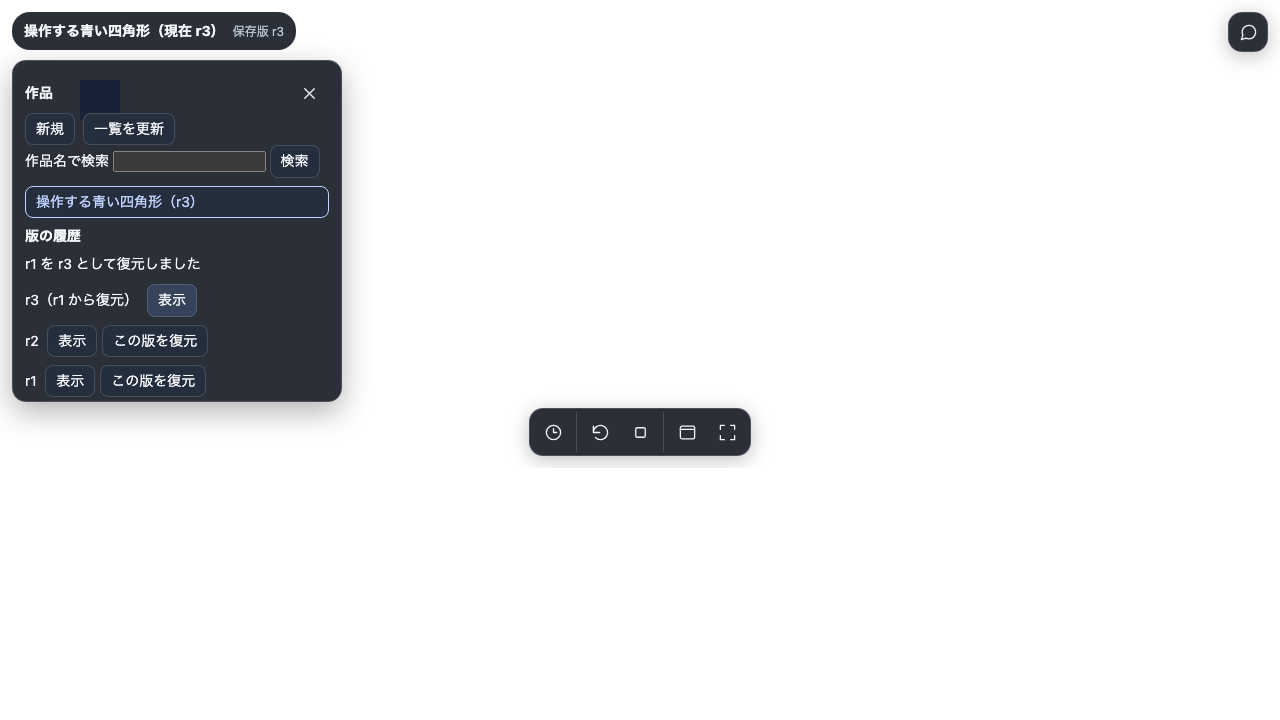 操作する青い四角形（現在 r3） 保存版 r3
作品
新規 一覧を更新
作品名で検索 検索
操作する青い四角形（r3）
版の履歴
r1 を r3 として復元しました
r3（r1 から復元） 表示
r2 表示 この版を復元
r1 表示 この版を復元